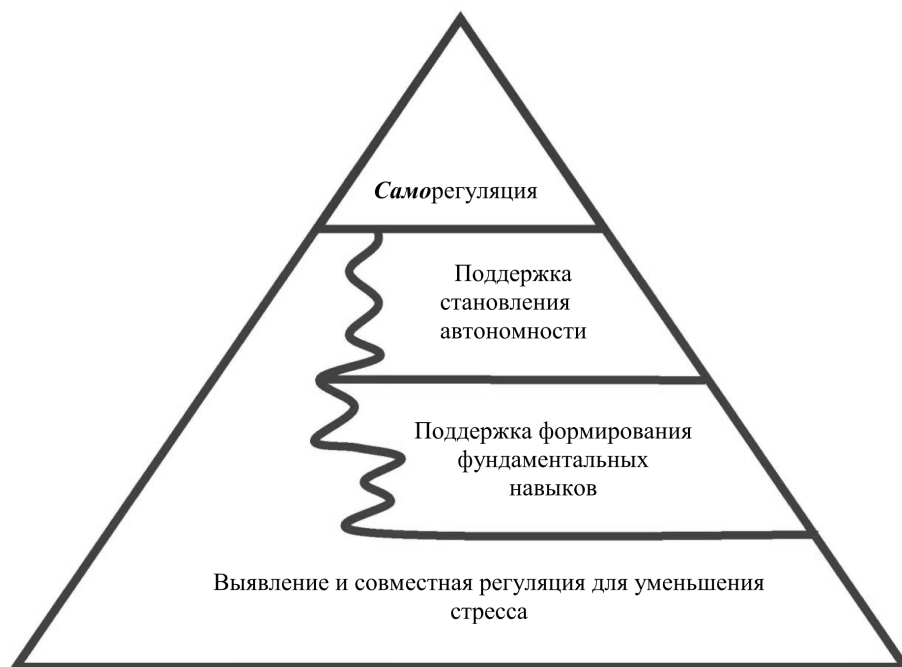 Саморегуляция
Поддержка
становления
автономности
Поддержка формирования
фундаментальных
навыков
Выявление и совместная регуляция для уменьшения
стресса